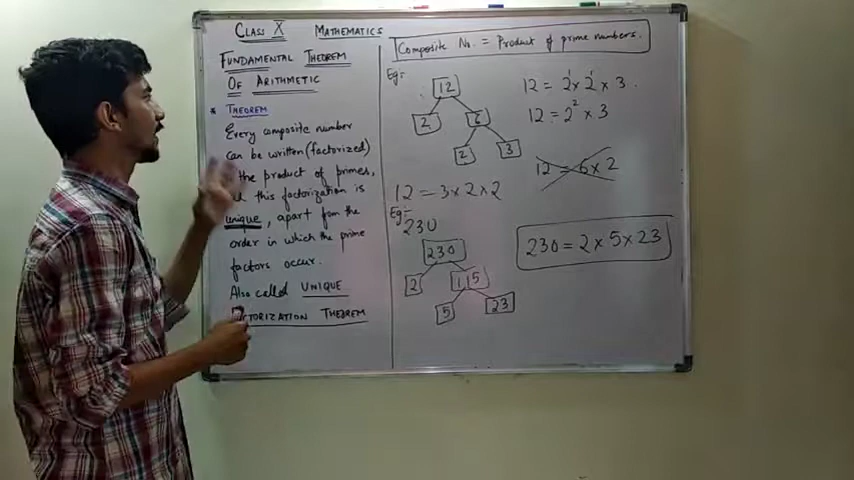 CLASS X MATHEMATICS
FUNDAMENTAL THEOREM
OF ARITHMETIC
* THEOREM
Every composite number
can be written (factorized)
the product of primes,
this factorization is
unique, apart from the
order in which the prime
factors occur.
Also called UNIQUE
FACTORIZATION THEOREM
Composite No. = Product of prime numbers.
Eg:
12
2 6
2 3
12 = 2¹ x 2¹ x 3
12 = 2² x 3
12 = 6 x 2
12 = 3 x 2 x 2
Eg:
230
230
2 115
5 23
230 = 2 x 5 x 23